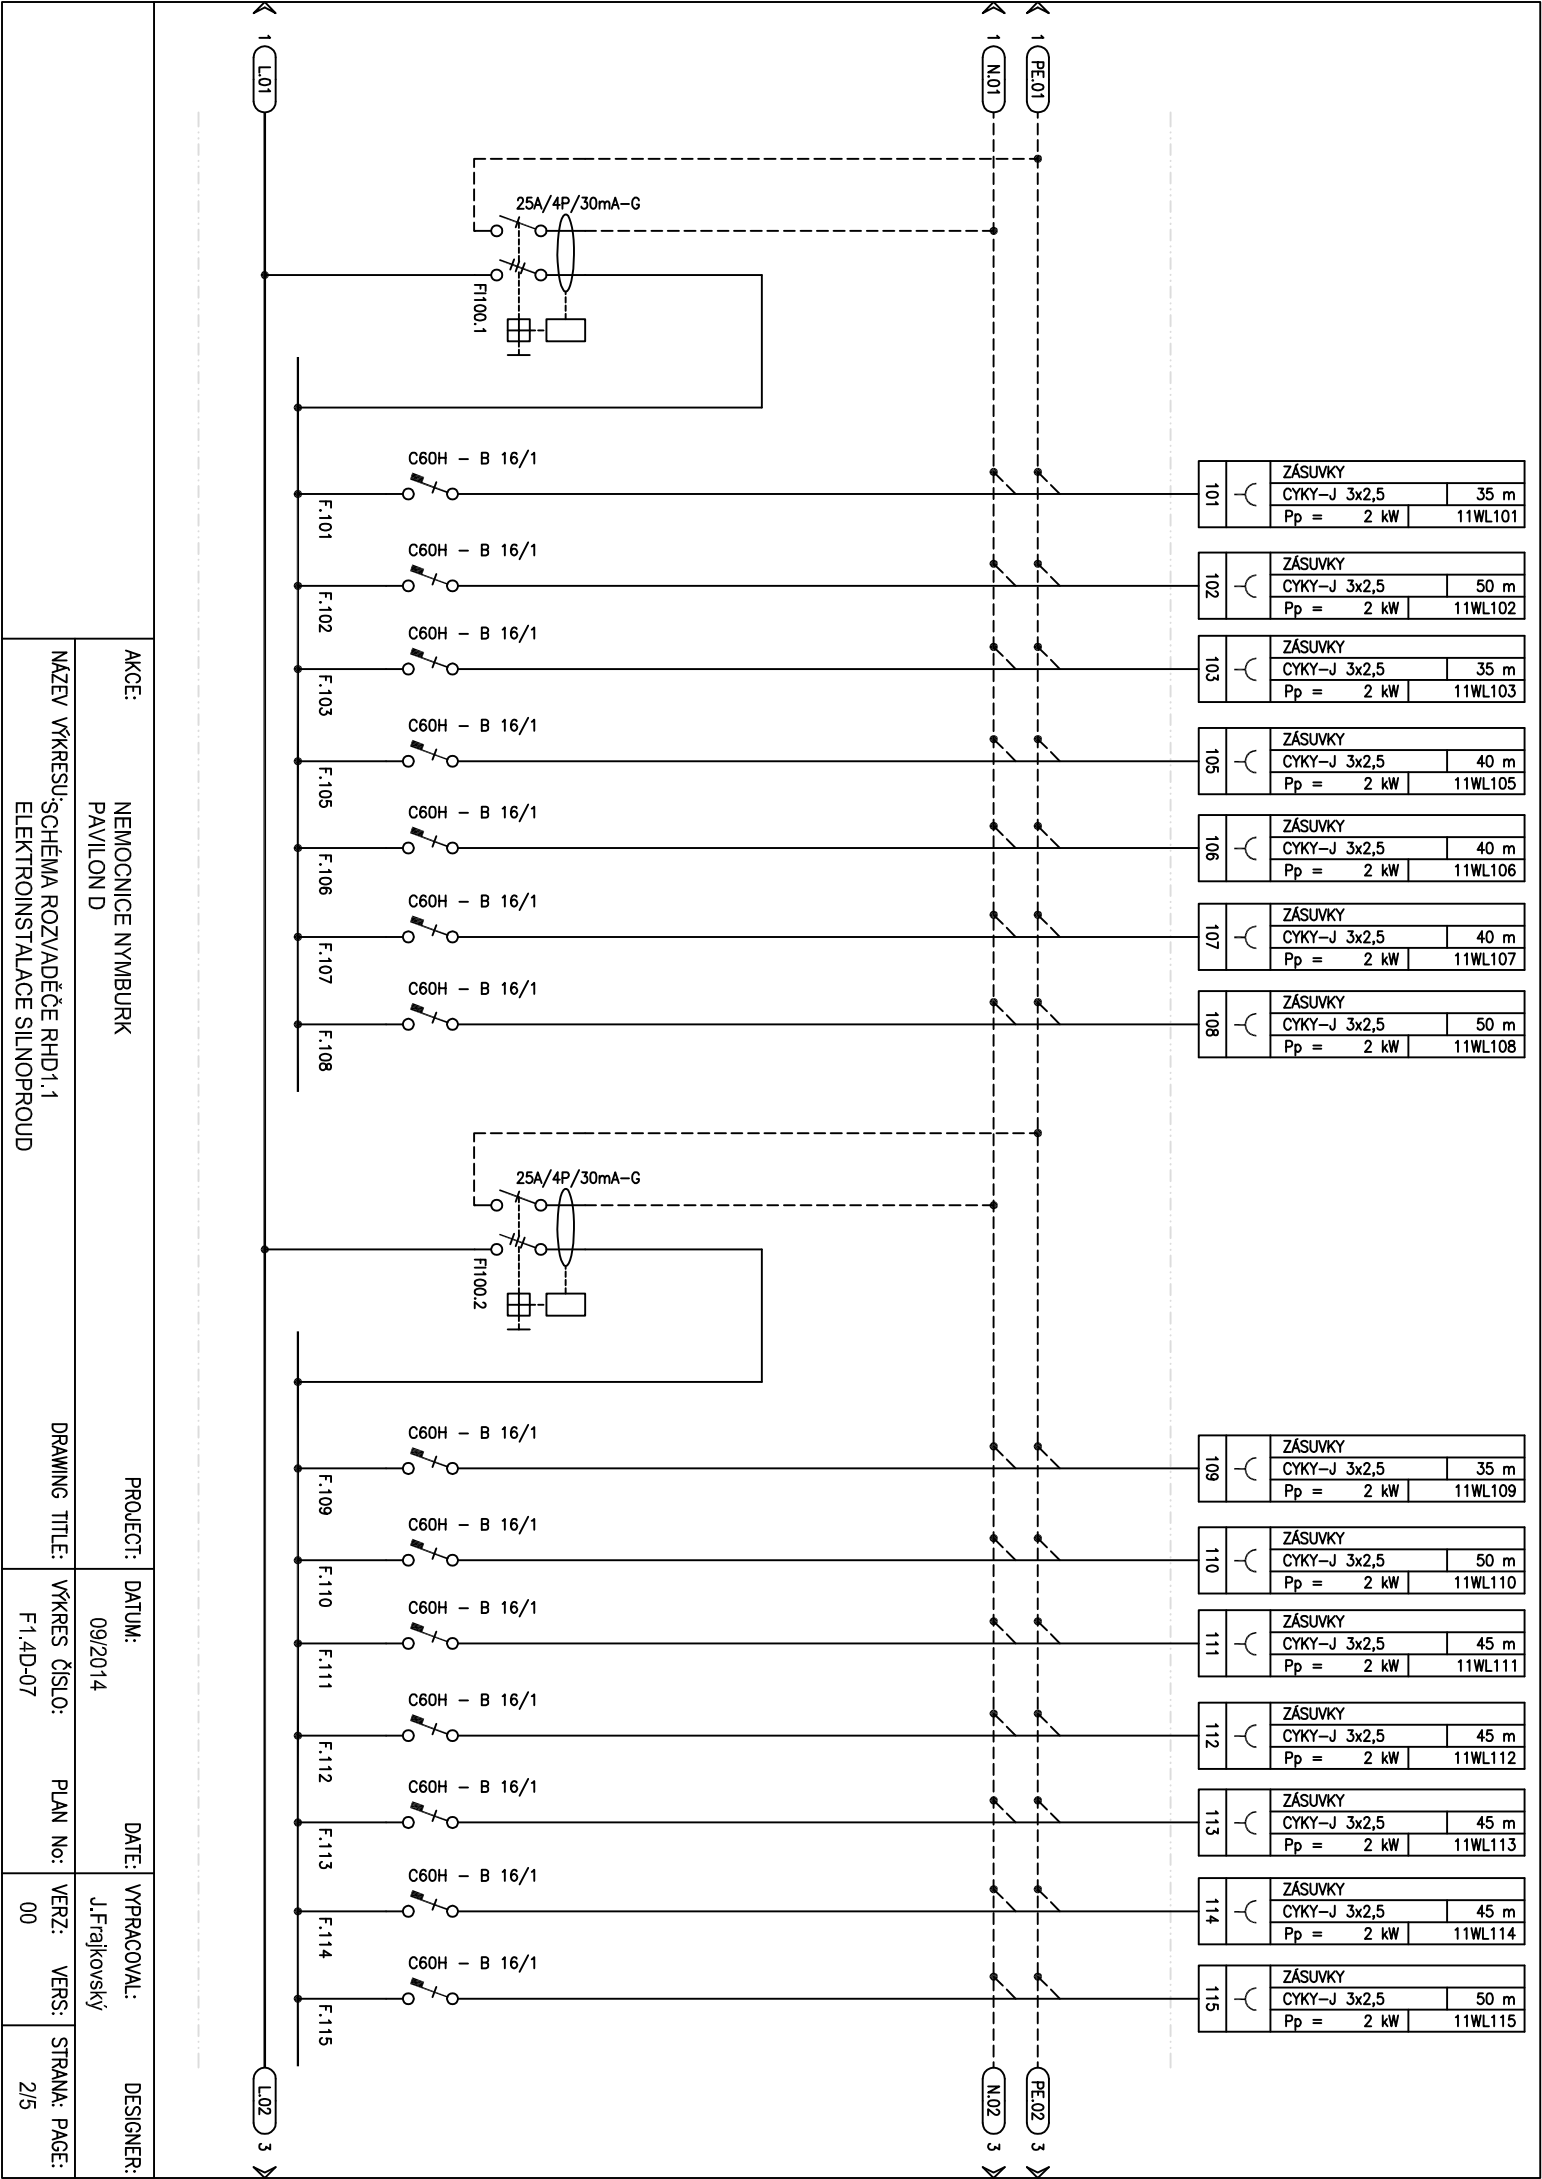 1 L.01
1 N.01
1 PE.01
25A/4P/30mA-G
FI100.1
C60H - B 16/1
F.101
101
ZÁSUVKY
CYKY-J 3x2,5 35 m
Pp = 2 kW 11WL101
C60H - B 16/1
F.102
102
ZÁSUVKY
CYKY-J 3x2,5 50 m
Pp = 2 kW 11WL102
C60H - B 16/1
F.103
103
ZÁSUVKY
CYKY-J 3x2,5 35 m
Pp = 2 kW 11WL103
C60H - B 16/1
F.105
105
ZÁSUVKY
CYKY-J 3x2,5 40 m
Pp = 2 kW 11WL105
C60H - B 16/1
F.106
106
ZÁSUVKY
CYKY-J 3x2,5 40 m
Pp = 2 kW 11WL106
C60H - B 16/1
F.107
107
ZÁSUVKY
CYKY-J 3x2,5 40 m
Pp = 2 kW 11WL107
C60H - B 16/1
F.108
108
ZÁSUVKY
CYKY-J 3x2,5 50 m
Pp = 2 kW 11WL108
25A/4P/30mA-G
FI100.2
C60H - B 16/1
F.109
109
ZÁSUVKY
CYKY-J 3x2,5 35 m
Pp = 2 kW 11WL109
C60H - B 16/1
F.110
110
ZÁSUVKY
CYKY-J 3x2,5 50 m
Pp = 2 kW 11WL110
C60H - B 16/1
F.111
111
ZÁSUVKY
CYKY-J 3x2,5 45 m
Pp = 2 kW 11WL111
C60H - B 16/1
F.112
112
ZÁSUVKY
CYKY-J 3x2,5 45 m
Pp = 2 kW 11WL112
C60H - B 16/1
F.113
113
ZÁSUVKY
CYKY-J 3x2,5 45 m
Pp = 2 kW 11WL113
C60H - B 16/1
F.114
114
ZÁSUVKY
CYKY-J 3x2,5 45 m
Pp = 2 kW 11WL114
C60H - B 16/1
F.115
115
ZÁSUVKY
CYKY-J 3x2,5 50 m
Pp = 2 kW 11WL115
L.02 3
N.02 3
PE.02 3
AKCE: PROJECT:
NEMOCNICE NYMBURK
PAVILON D
NÁZEV VÝKRESU: DRAWING TITLE:
SCHÉMA ROZVADĚČE RHD1.1
ELEKTROINSTALACE SILNOPROUD
DATUM: DATE:
09/2014
VÝKRES ČÍSLO: PLAN No:
F1.4D-07
VYPRACOVAL: DESIGNER:
J.Frajkovský
VERZ: VERS:
00
STRANA: PAGE:
2/5